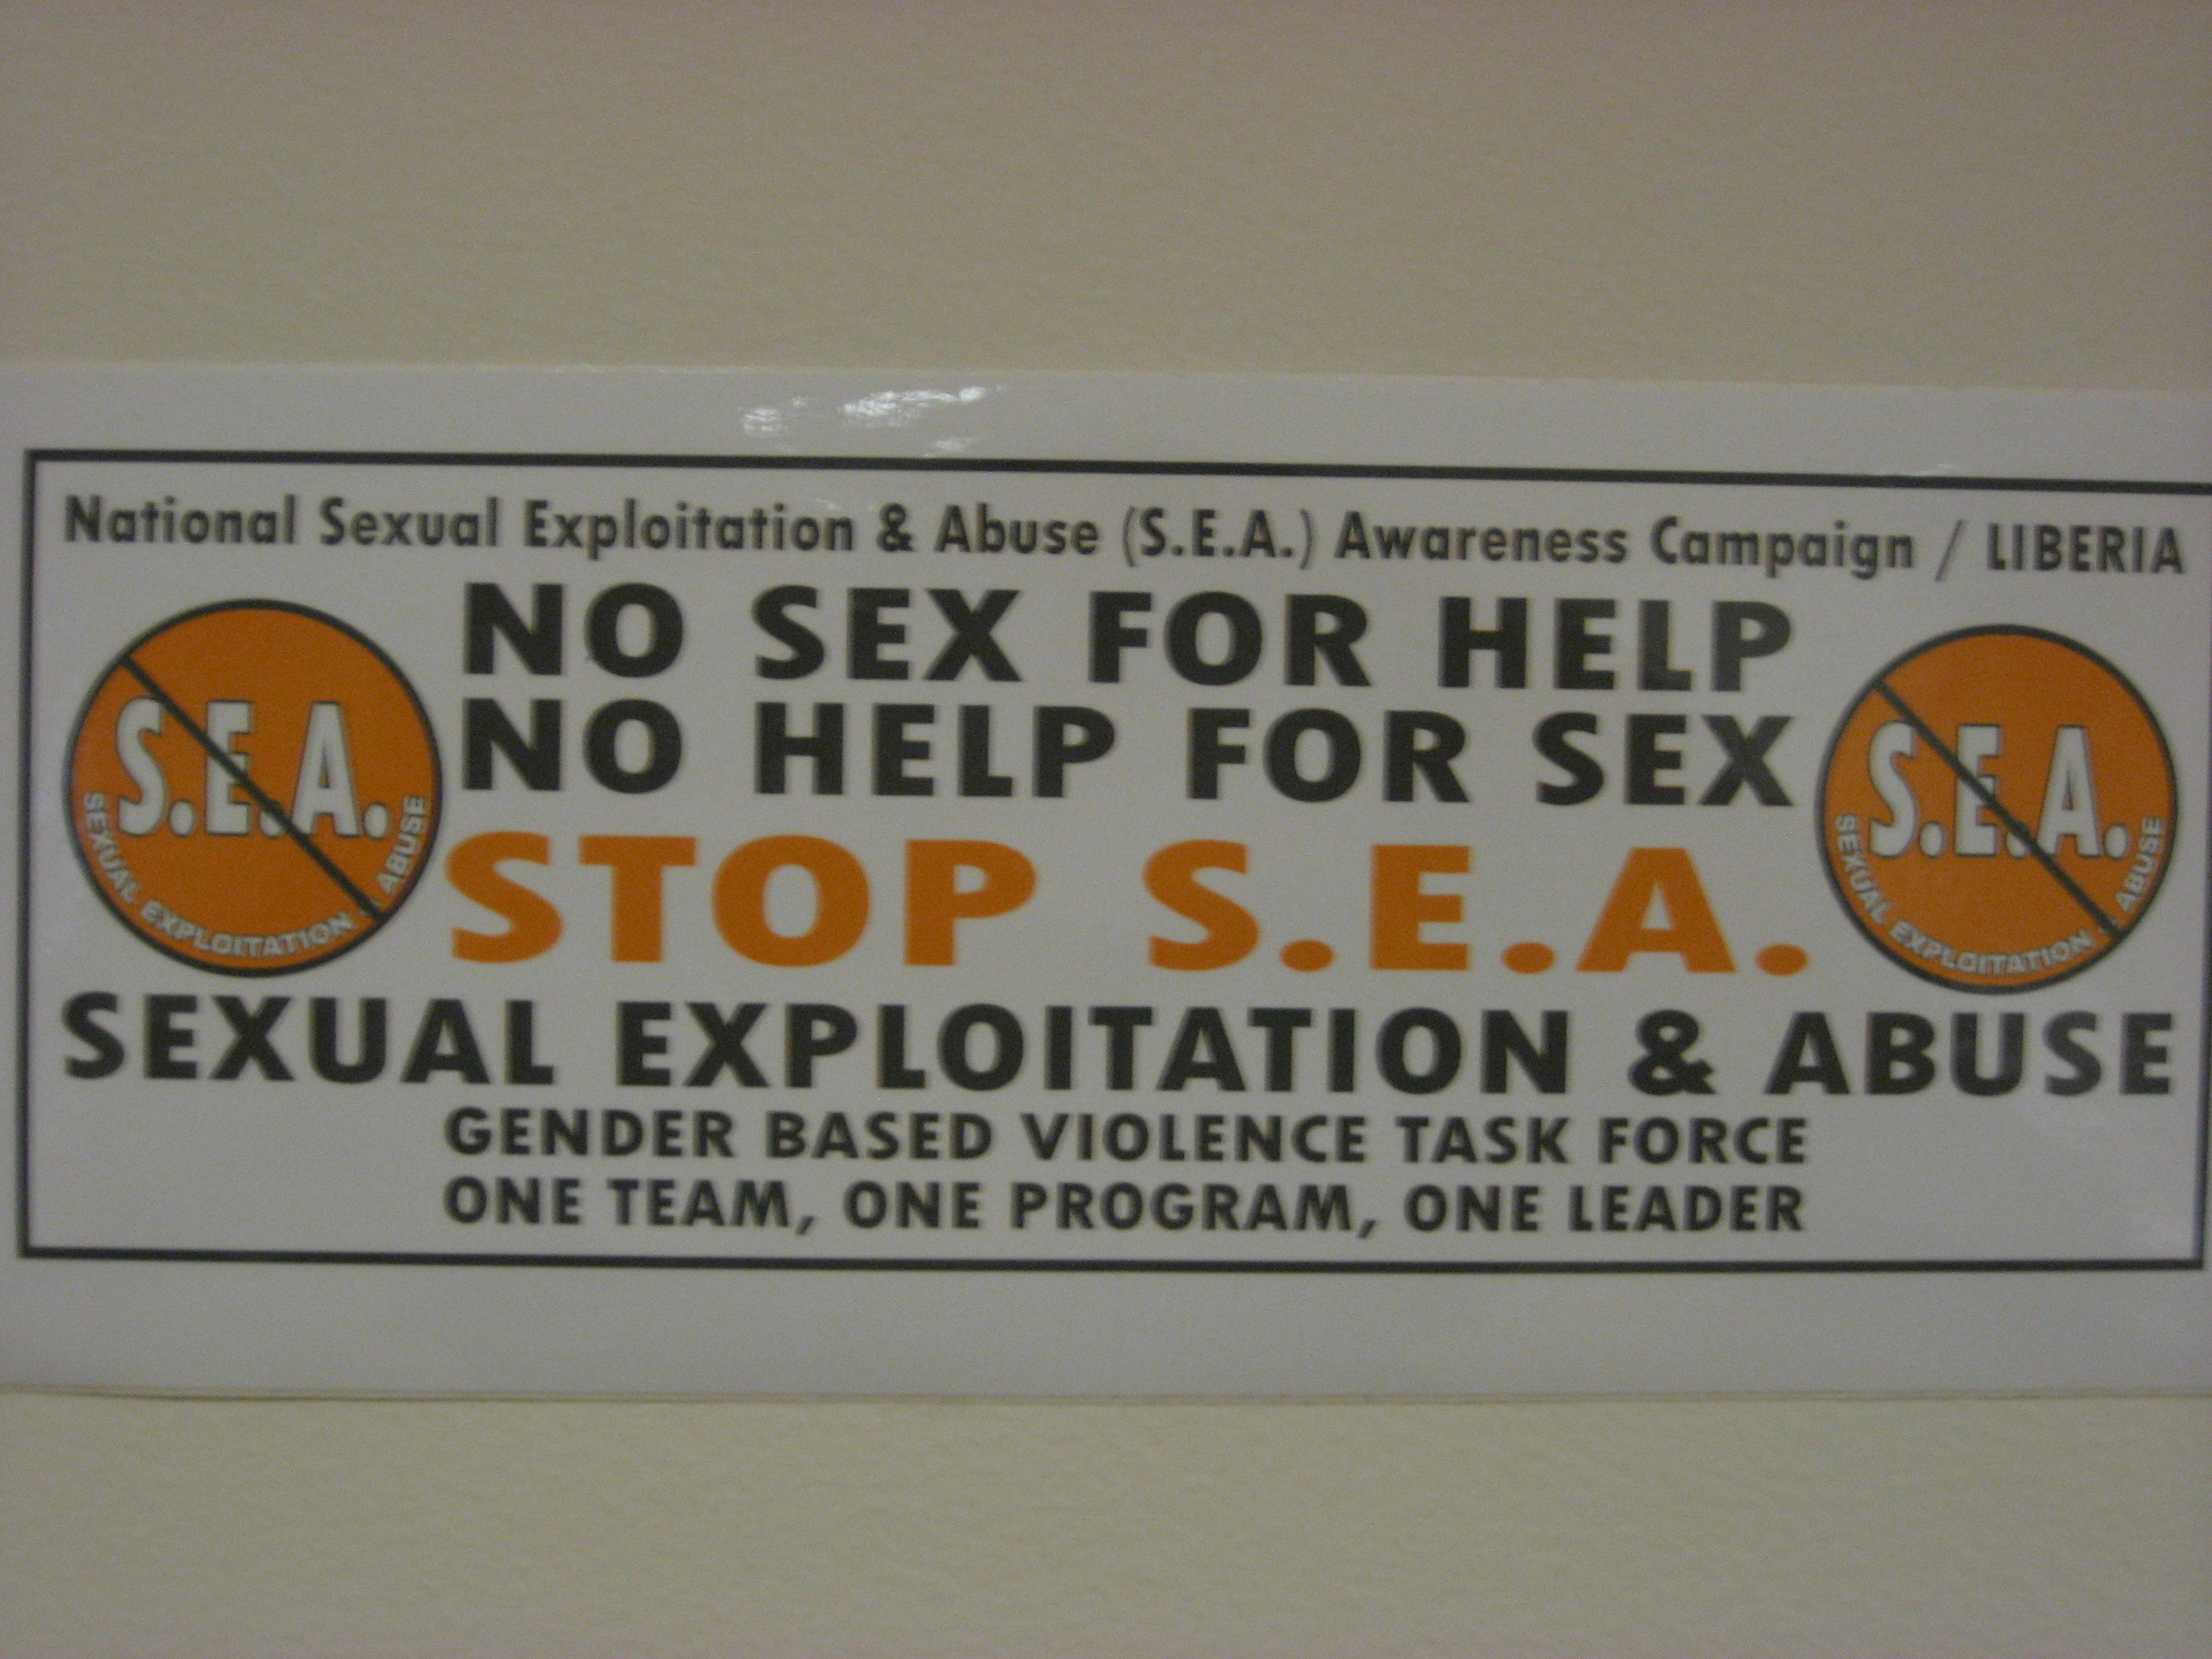 National Sexual Exploitation & Abuse (S.E.A.) Awareness Campaign / LIBERIA
NO SEX FOR HELP
NO HELP FOR SEX
STOP S.E.A.
S.E.A.
SEXUAL EXPLOITATION & ABUSE
S.E.A.
SEXUAL EXPLOITATION & ABUSE
SEXUAL EXPLOITATION & ABUSE
GENDER BASED VIOLENCE TASK FORCE
ONE TEAM, ONE PROGRAM, ONE LEADER